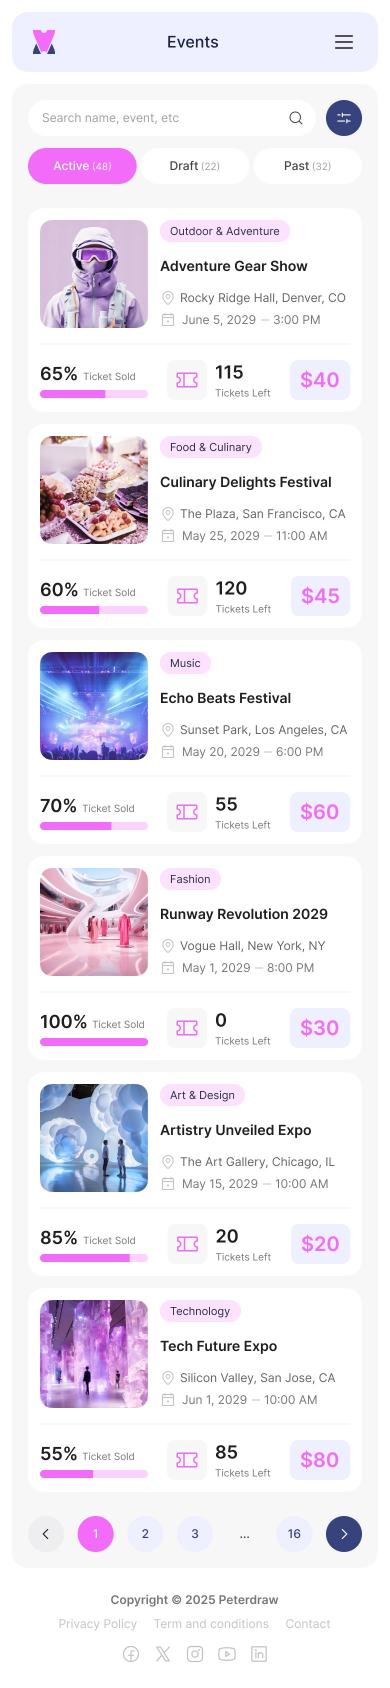 Events
Search name, event, etc
Active (48) Draft (22) Past (32)
Outdoor & Adventure
Adventure Gear Show
Rocky Ridge Hall, Denver, CO
June 5, 2029 — 3:00 PM
65% Ticket Sold
115
Tickets Left
$40
Food & Culinary
Culinary Delights Festival
The Plaza, San Francisco, CA
May 25, 2029 — 11:00 AM
60% Ticket Sold
120
Tickets Left
$45
Music
Echo Beats Festival
Sunset Park, Los Angeles, CA
May 20, 2029 — 6:00 PM
70% Ticket Sold
55
Tickets Left
$60
Fashion
Runway Revolution 2029
Vogue Hall, New York, NY
May 1, 2029 — 8:00 PM
100% Ticket Sold
0
Tickets Left
$30
Art & Design
Artistry Unveiled Expo
The Art Gallery, Chicago, IL
May 15, 2029 — 10:00 AM
85% Ticket Sold
20
Tickets Left
$20
Technology
Tech Future Expo
Silicon Valley, San Jose, CA
Jun 1, 2029 — 10:00 AM
55% Ticket Sold
85
Tickets Left
$80
1 2 3 ... 16
Copyright © 2025 Peterdraw
Privacy Policy Term and conditions Contact